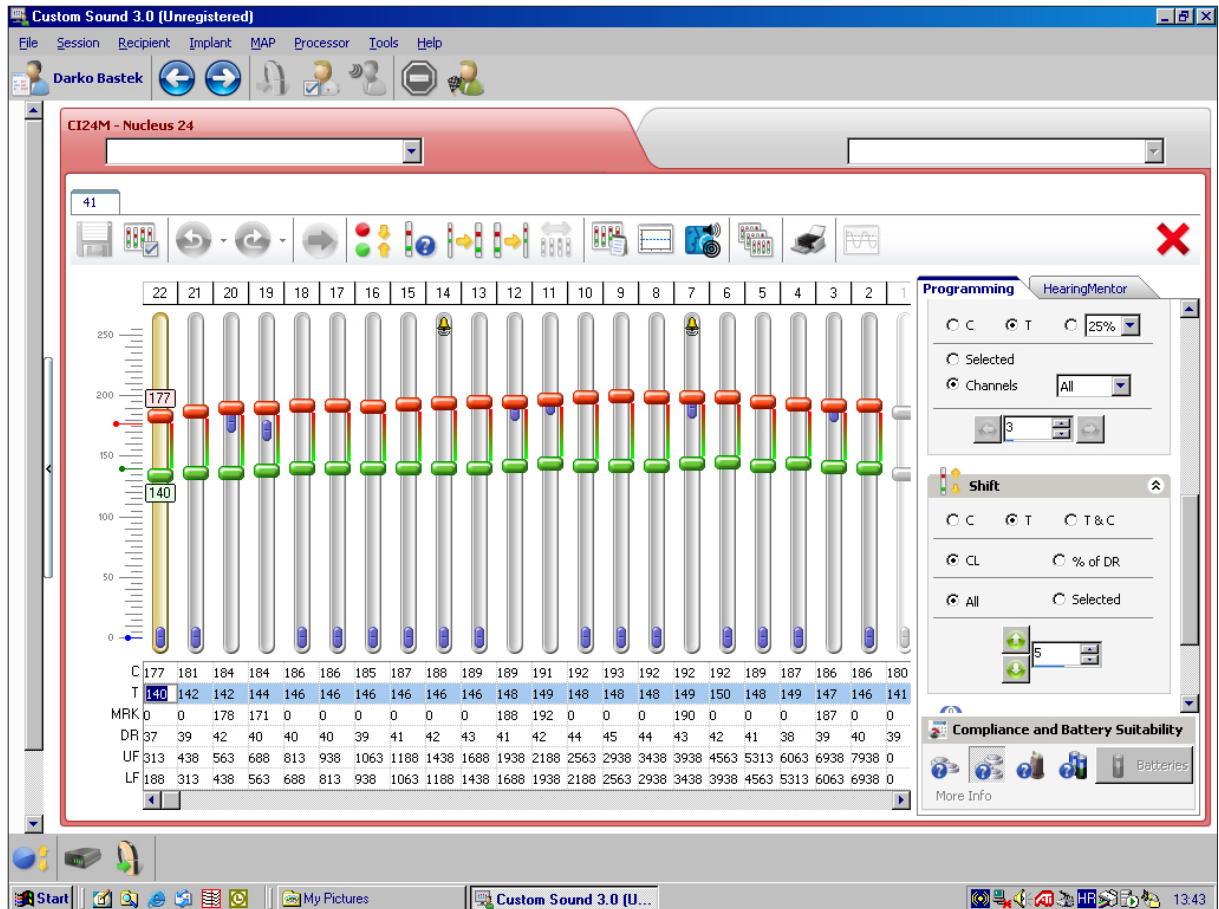 Custom Sound 3.0 (Unregistered)
File Session Recipient Implant MAP Processor Tools Help
Darko Bastek
CI24M - Nucleus 24
41
Programming HearingMentor
22 21 20 19 18 17 16 15 14 13 12 11 10 9 8 7 6 5 4 3 2 1
C T 25%
Selected
Channels All
3
250
200
150
100
50
0
177
140
Shift
C T T & C
CL % of DR
All Selected
5
C 177 181 184 184 186 186 185 187 188 189 189 191 192 193 192 192 192 189 187 186 186 180
T 140 142 142 144 146 146 146 146 146 146 148 149 148 148 148 149 150 148 149 147 146 141
MRK 0 0 178 171 0 0 0 0 0 0 188 192 0 0 0 190 0 0 0 187 0 0
DR 37 39 42 40 40 40 39 41 42 43 41 42 44 45 44 43 42 41 38 39 40 39
UF 313 438 563 688 813 938 1063 1188 1438 1688 1938 2188 2563 2938 3438 3938 4563 5313 6063 6938 7938 0
LF 188 313 438 563 688 813 938 1063 1188 1438 1688 1938 2188 2563 2938 3438 3938 4563 5313 6063 6938 0
Compliance and Battery Suitability
Batteries
More Info
Start My Pictures Custom Sound 3.0 (U... HR 13:43